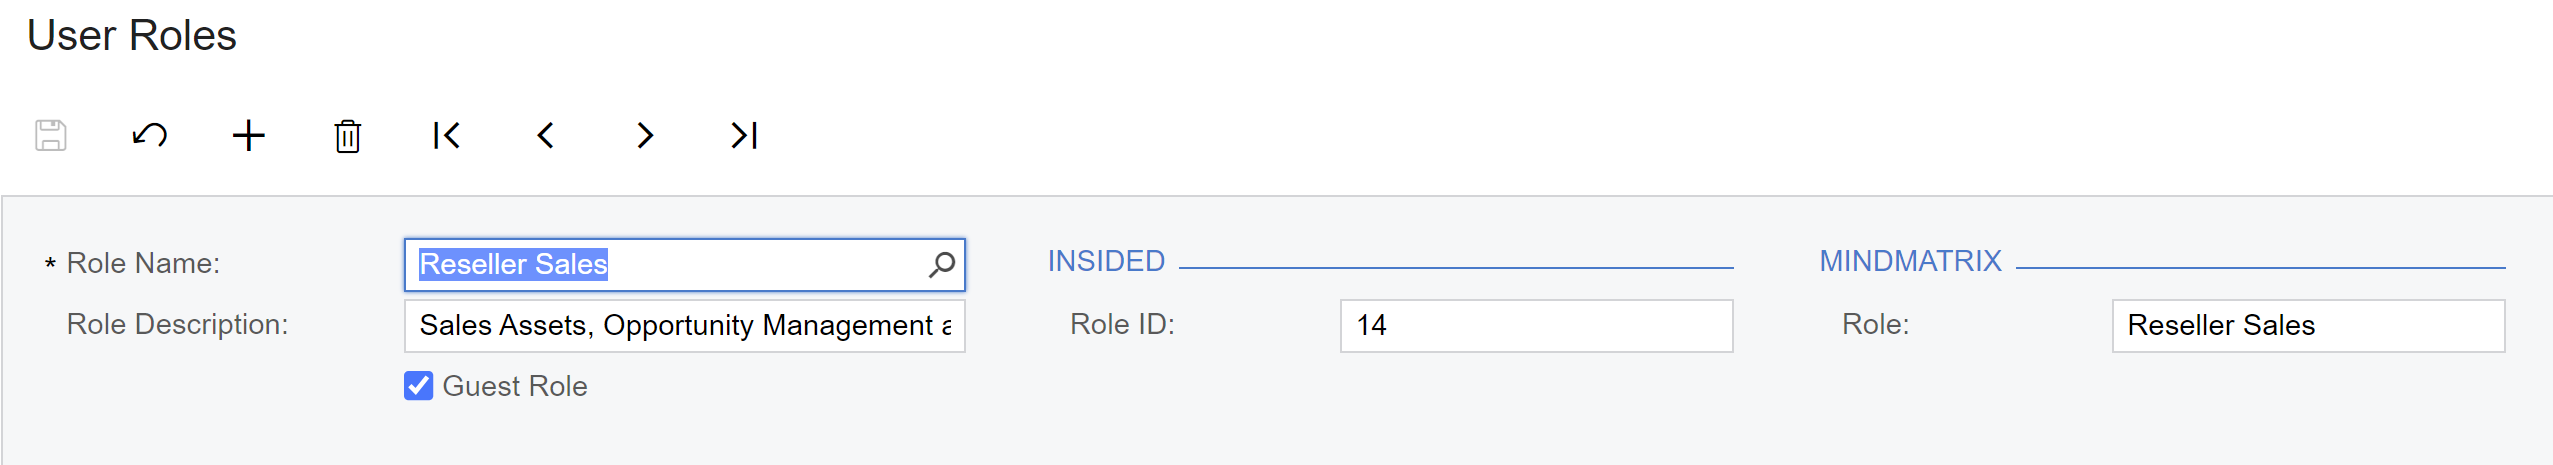 User Roles
* Role Name: Reseller Sales
Role Description: Sales Assets, Opportunity Management
Guest Role
INSIDED
Role ID: 14
MINDMATRIX
Role: Reseller Sales